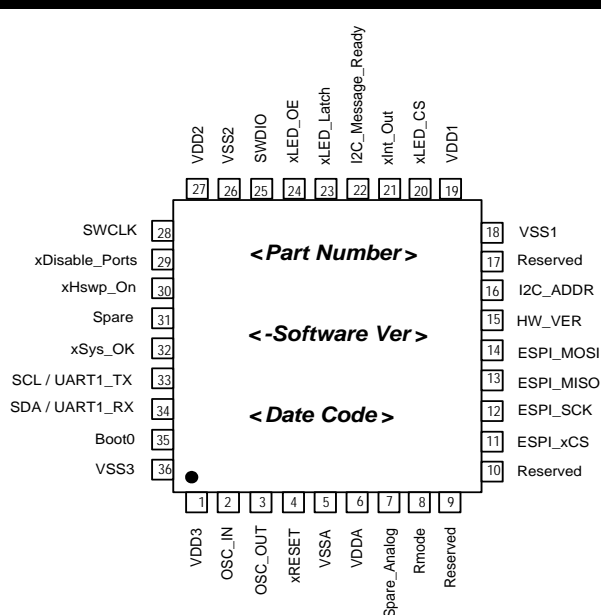 VDD2
VSS2
SWDIO
xLED_OE
xLED_Latch
I2C_Message_Ready
xInt_Out
xLED_CS
VDD1
27
26
25
24
23
22
21
20
19
SWCLK
28
xDisable_Ports
29
xHswp_On
30
Spare
31
xSys_OK
32
SCL / UART1_TX
33
SDA / UART1_RX
34
Boot0
35
VSS3
36
<Part Number>
<-Software Ver >
<Date Code>
18
VSS1
17
Reserved
16
I2C_ADDR
15
HW_VER
14
ESPI_MOSI
13
ESPI_MISO
12
ESPI_SCK
11
ESPI_xCS
10
Reserved
1
2
3
4
5
6
7
8
9
VDD3
OSC_IN
OSC_OUT
xRESET
VSSA
VDDA
Spare_Analog
Rmode
Reserved